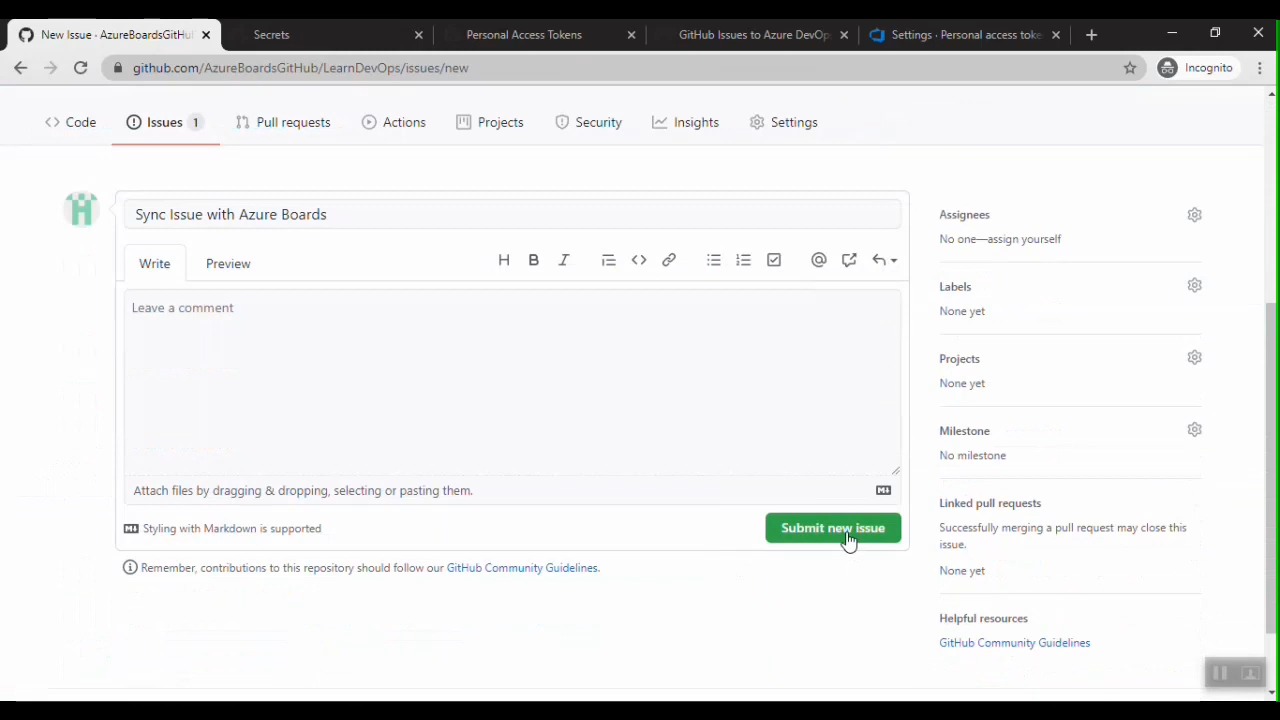 New Issue · AzureBoardsGitHu
Secrets
Personal Access Tokens
GitHub Issues to Azure DevOp
Settings · Personal access toke
github.com/AzureBoardsGitHub/LearnDevOps/issues/new
Incognito
Code
Issues 1
Pull requests
Actions
Projects
Security
Insights
Settings
Sync Issue with Azure Boards
Write
Preview
Leave a comment
Attach files by dragging & dropping, selecting or pasting them.
Styling with Markdown is supported
Submit new issue
Remember, contributions to this repository should follow our GitHub Community Guidelines.
Assignees
No one—assign yourself
Labels
None yet
Projects
None yet
Milestone
No milestone
Linked pull requests
Successfully merging a pull request may close this
issue.
None yet
Helpful resources
GitHub Community Guidelines